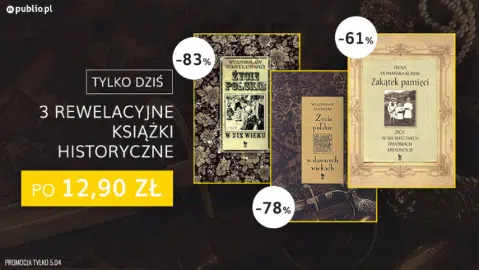 publio.pl
TYLKO DZIŚ
3 REWELACYJNE
KSIĄŻKI
HISTORYCZNE
PO 12,90 ZŁ
-83%
ŻYCIE
POLSKIE
W XIX WIEKU
-78%
Życie
polskie
w dawnych
wiekach
-61%
Zakątek pamięci
ŻYCIE
PROMOCJA TYLKO 5.04